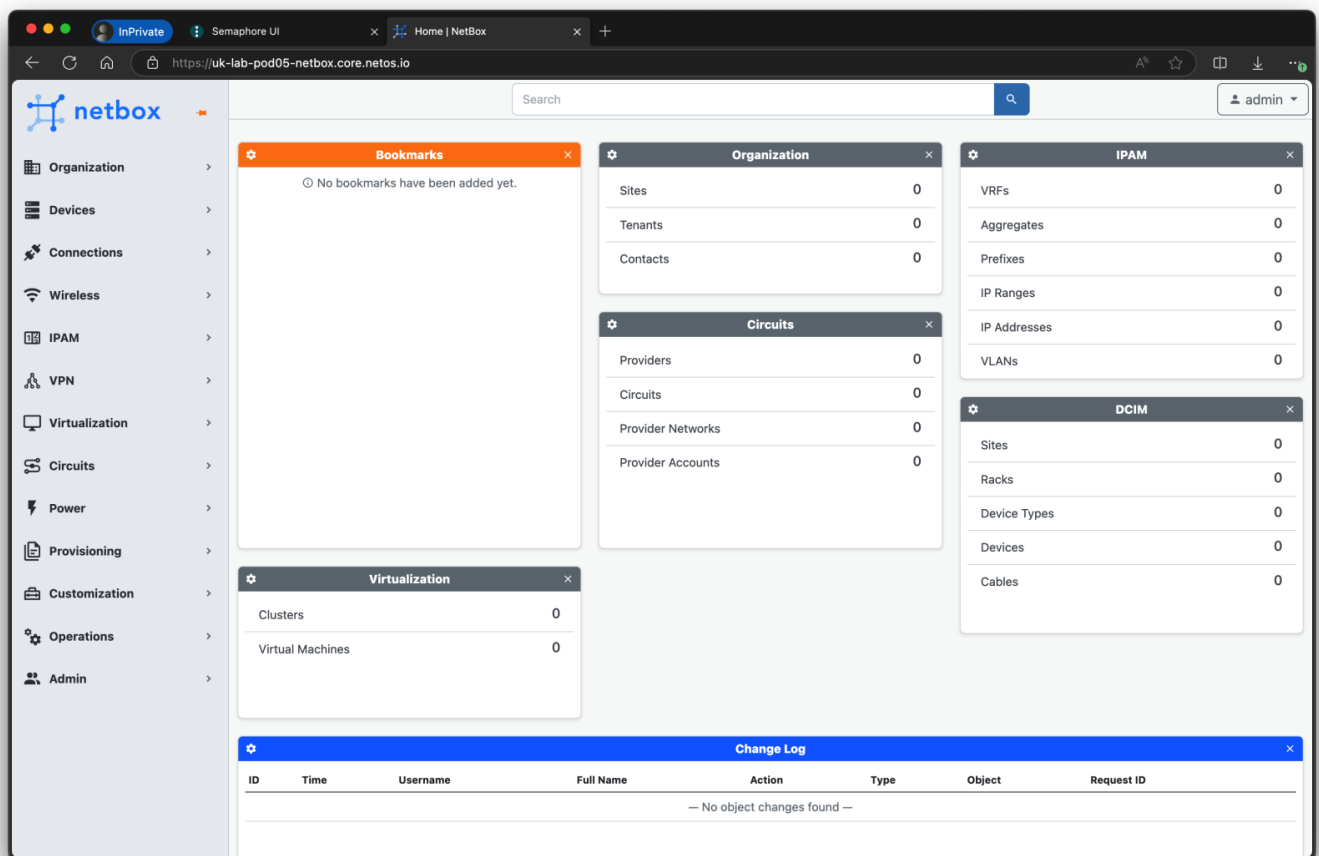 InPrivate
Semaphore UI
Home | NetBox
https://uk-lab-pod05-netbox.core.netos.io
netbox
Search
admin
Organization
Devices
Connections
Wireless
IPAM
VPN
Virtualization
Circuits
Power
Provisioning
Customization
Operations
Admin
Bookmarks
No bookmarks have been added yet.
Organization
Sites 0
Tenants 0
Contacts 0
IPAM
VRFs 0
Aggregates 0
Prefixes 0
IP Ranges 0
IP Addresses 0
VLANs 0
Circuits
Providers 0
Circuits 0
Provider Networks 0
Provider Accounts 0
DCIM
Sites 0
Racks 0
Device Types 0
Devices 0
Cables 0
Virtualization
Clusters 0
Virtual Machines 0
Change Log
ID Time Username Full Name Action Type Object Request ID
— No object changes found —